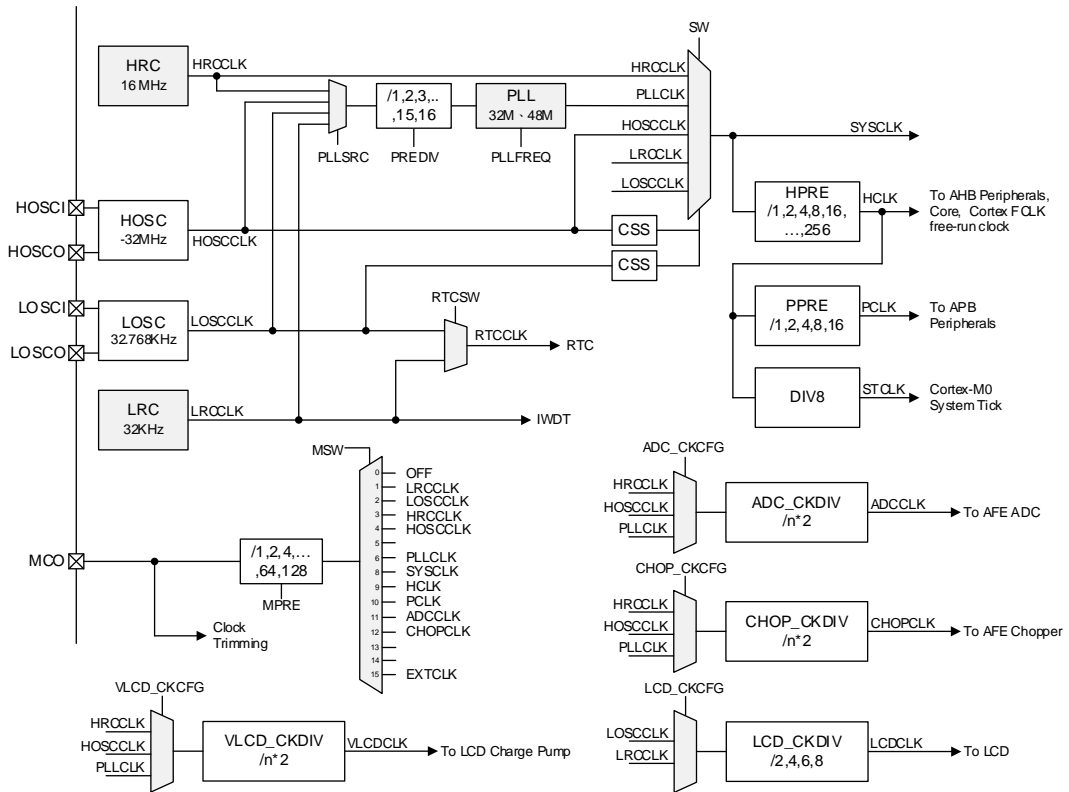 SW
HRC
16 MHz
HRCCLK
HRCCLK
/1,2,3,..
,15,16
PLL
32M、48M
PLLCLK
PLLSRC
PREDIV
PLLFREQ
HOSCCLK
SYSCLK
LRCCLK
LOSCCLK
HOSCI
HOSCO
HOSC
-32MHz
HOSCCLK
CSS
CSS
HPRE
/1,2,4,8,16,
...,256
HCLK
To AHB Peripherals,
Core, Cortex FCLK
free-run clock
LOSCI
LOSCO
LOSC
32.768KHz
LOSCCLK
RTCSW
RTCCLK
RTC
PPRE
/1,2,4,8,16
PCLK
To APB
Peripherals
LRC
32KHz
LRCCLK
IWDT
DIV8
STCLK
Cortex-M0
System Tick
MSW
0 OFF
1 LRCCLK
2 LOSCCLK
3 HRCCLK
4 HOSCCLK
5
6 PLLCLK
8 SYSCLK
9 HCLK
10 PCLK
11 ADCCLK
12 CHOPCLK
13
14
15 EXTCLK
MCO
/1,2,4,...
,64,128
MPRE
Clock
Trimming
ADC_CKCFG
HRCCLK
HOSCCLK
PLLCLK
ADC_CKDIV
/n*2
ADCCLK
To AFE ADC
CHOP_CKCFG
HRCCLK
HOSCCLK
PLLCLK
CHOP_CKDIV
/n*2
CHOPCLK
To AFE Chopper
VLCD_CKCFG
HRCCLK
HOSCCLK
PLLCLK
VLCD_CKDIV
/n*2
VLCDCLK
To LCD Charge Pump
LCD_CKCFG
LOSCCLK
LRCCLK
LCD_CKDIV
/2,4,6,8
LCDCLK
To LCD